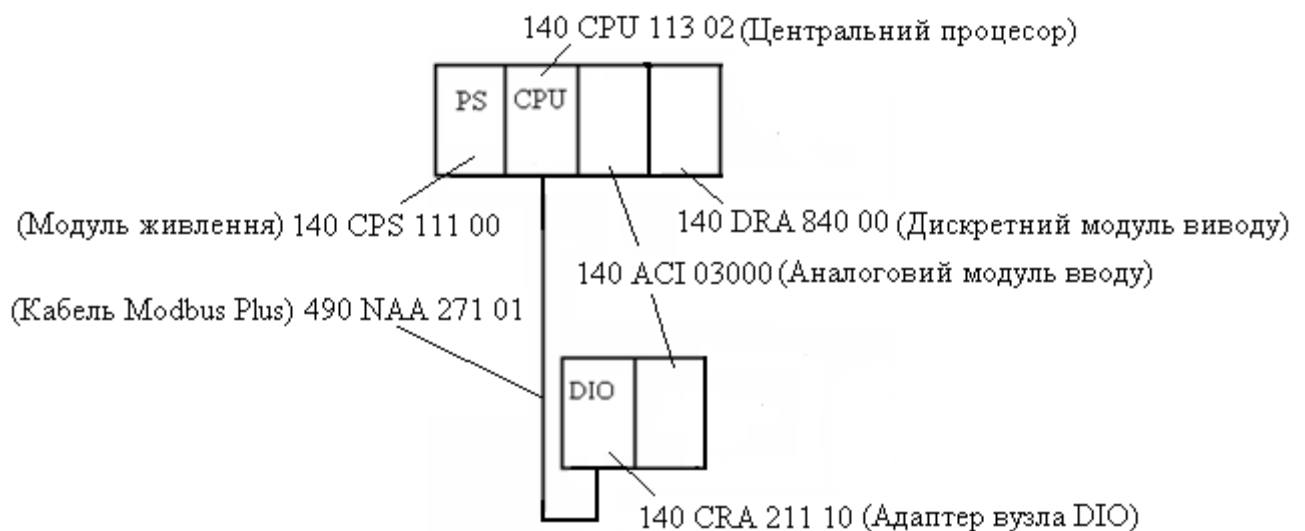 140 CPU 113 02 (Центральний процесор)
PS CPU
(Модуль живлення) 140 CPS 111 00
140 DRA 840 00 (Дискретний модуль виводу)
140 ACI 03000 (Аналоговий модуль вводу)
(Кабель Modbus Plus) 490 NAA 271 01
DIO
140 CRA 211 10 (Адаптер вузла DIO)